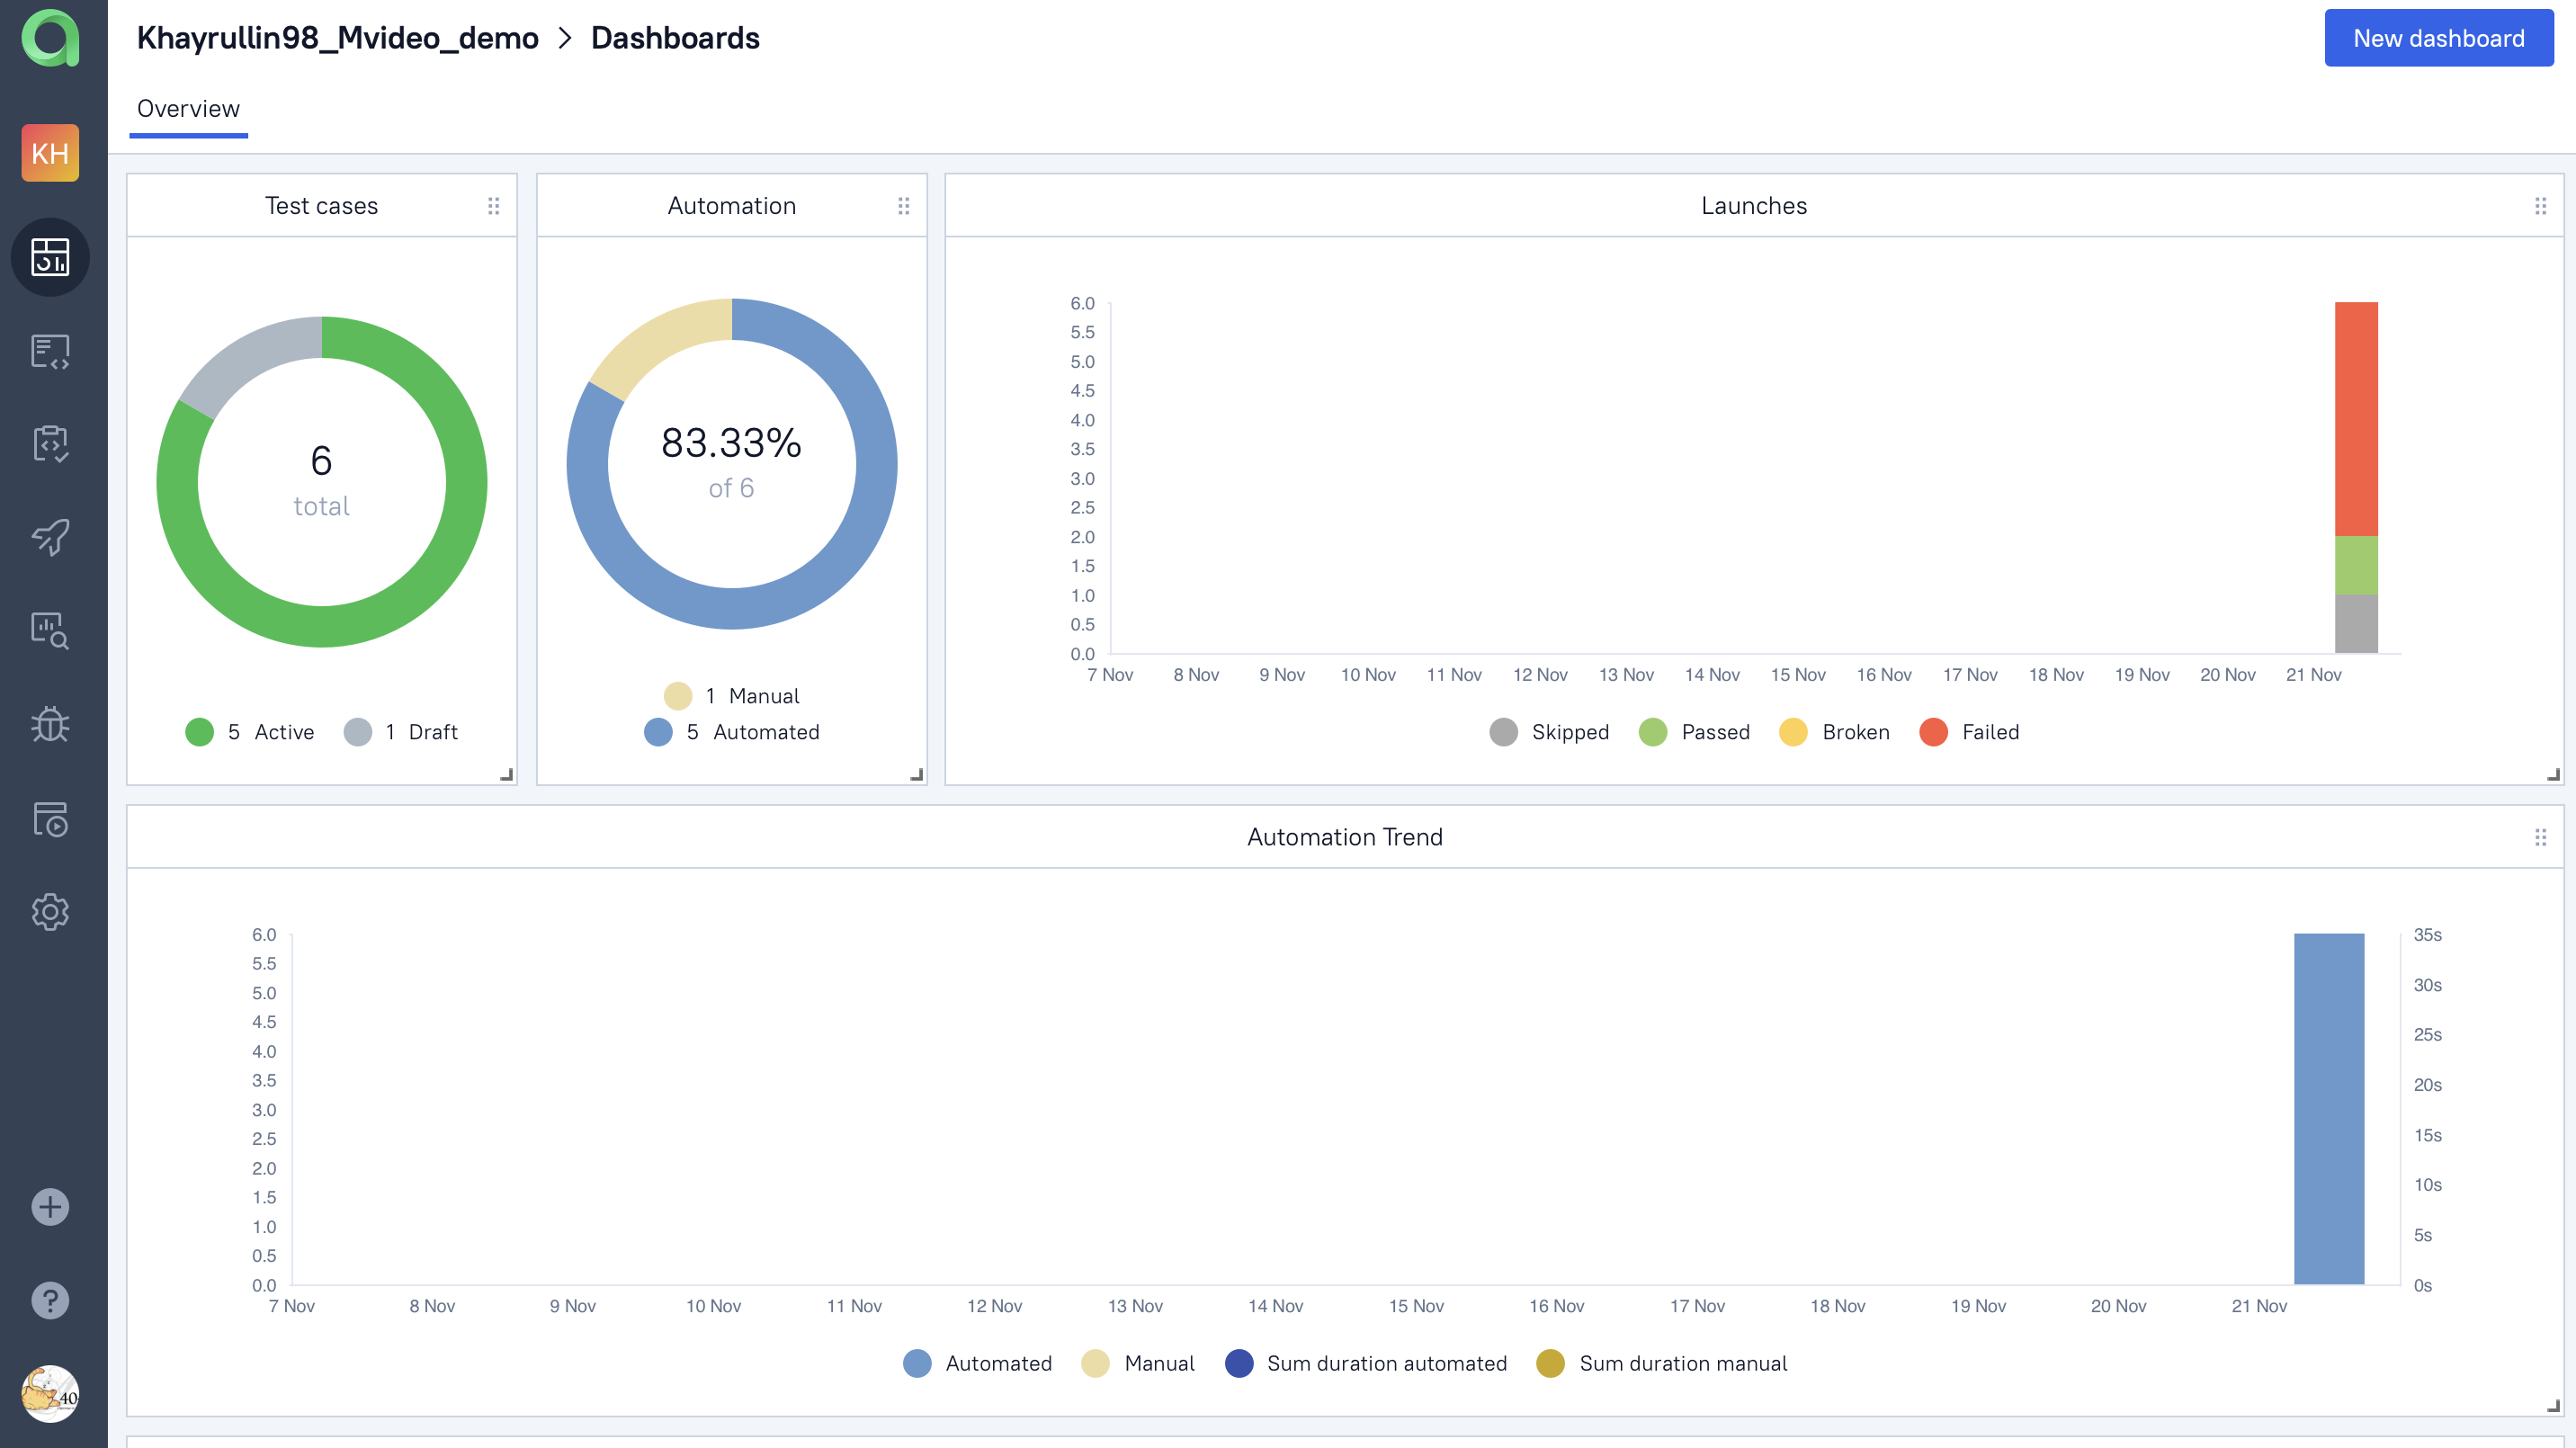 Khayrullin98_Mvideo_demo > Dashboards
New dashboard
Overview
KH
Test cases
6
total
5 Active 1 Draft
Automation
83.33%
of 6
1 Manual
5 Automated
Launches
6.0
5.5
5.0
4.5
4.0
3.5
3.0
2.5
2.0
1.5
1.0
0.5
0.0
7 Nov 8 Nov 9 Nov 10 Nov 11 Nov 12 Nov 13 Nov 14 Nov 15 Nov 16 Nov 17 Nov 18 Nov 19 Nov 20 Nov 21 Nov
Skipped Passed Broken Failed
Automation Trend
6.0
5.5
5.0
4.5
4.0
3.5
3.0
2.5
2.0
1.5
1.0
0.5
0.0
35s
30s
25s
20s
15s
10s
5s
0s
7 Nov 8 Nov 9 Nov 10 Nov 11 Nov 12 Nov 13 Nov 14 Nov 15 Nov 16 Nov 17 Nov 18 Nov 19 Nov 20 Nov 21 Nov
Automated Manual Sum duration automated Sum duration manual
?
40